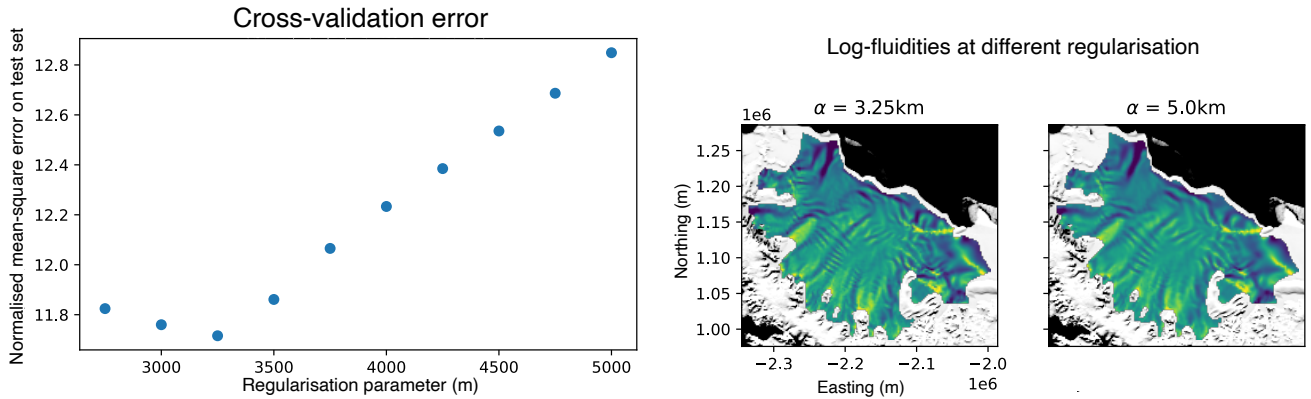 Cross-validation error
Normalised mean-square error on test set
12.8
12.6
12.4
12.2
12.0
11.8
3000
3500
4000
4500
5000
Regularisation parameter (m)
Log-fluidities at different regularisation
1e6
α = 3.25km
α = 5.0km
Northing (m)
1.25
1.20
1.15
1.10
1.05
1.00
−2.3
−2.2
−2.1
−2.0
Easting (m)
1e6